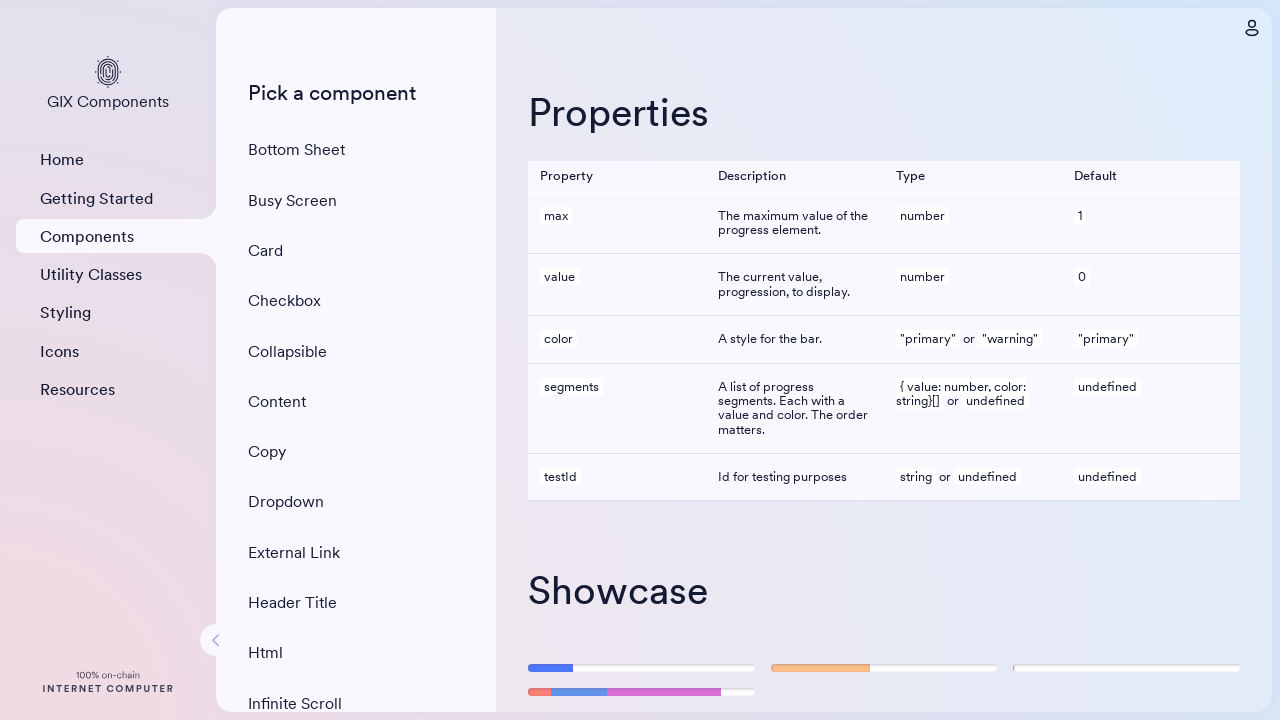 GIX Components
Home
Getting Started
Components
Utility Classes
Styling
Icons
Resources
100% on-chain
INTERNET COMPUTER
Pick a component
Bottom Sheet
Busy Screen
Card
Checkbox
Collapsible
Content
Copy
Dropdown
External Link
Header Title
Html
Infinite Scroll
Properties
Property Description Type Default
max The maximum value of the number 1
progress element.
value The current value, number 0
progression, to display.
color A style for the bar. "primary" or "warning" "primary"
segments A list of progress { value: number, color: undefined
segments. Each with a string}[] or undefined
value and color. The order
matters.
testId Id for testing purposes string or undefined undefined
Showcase